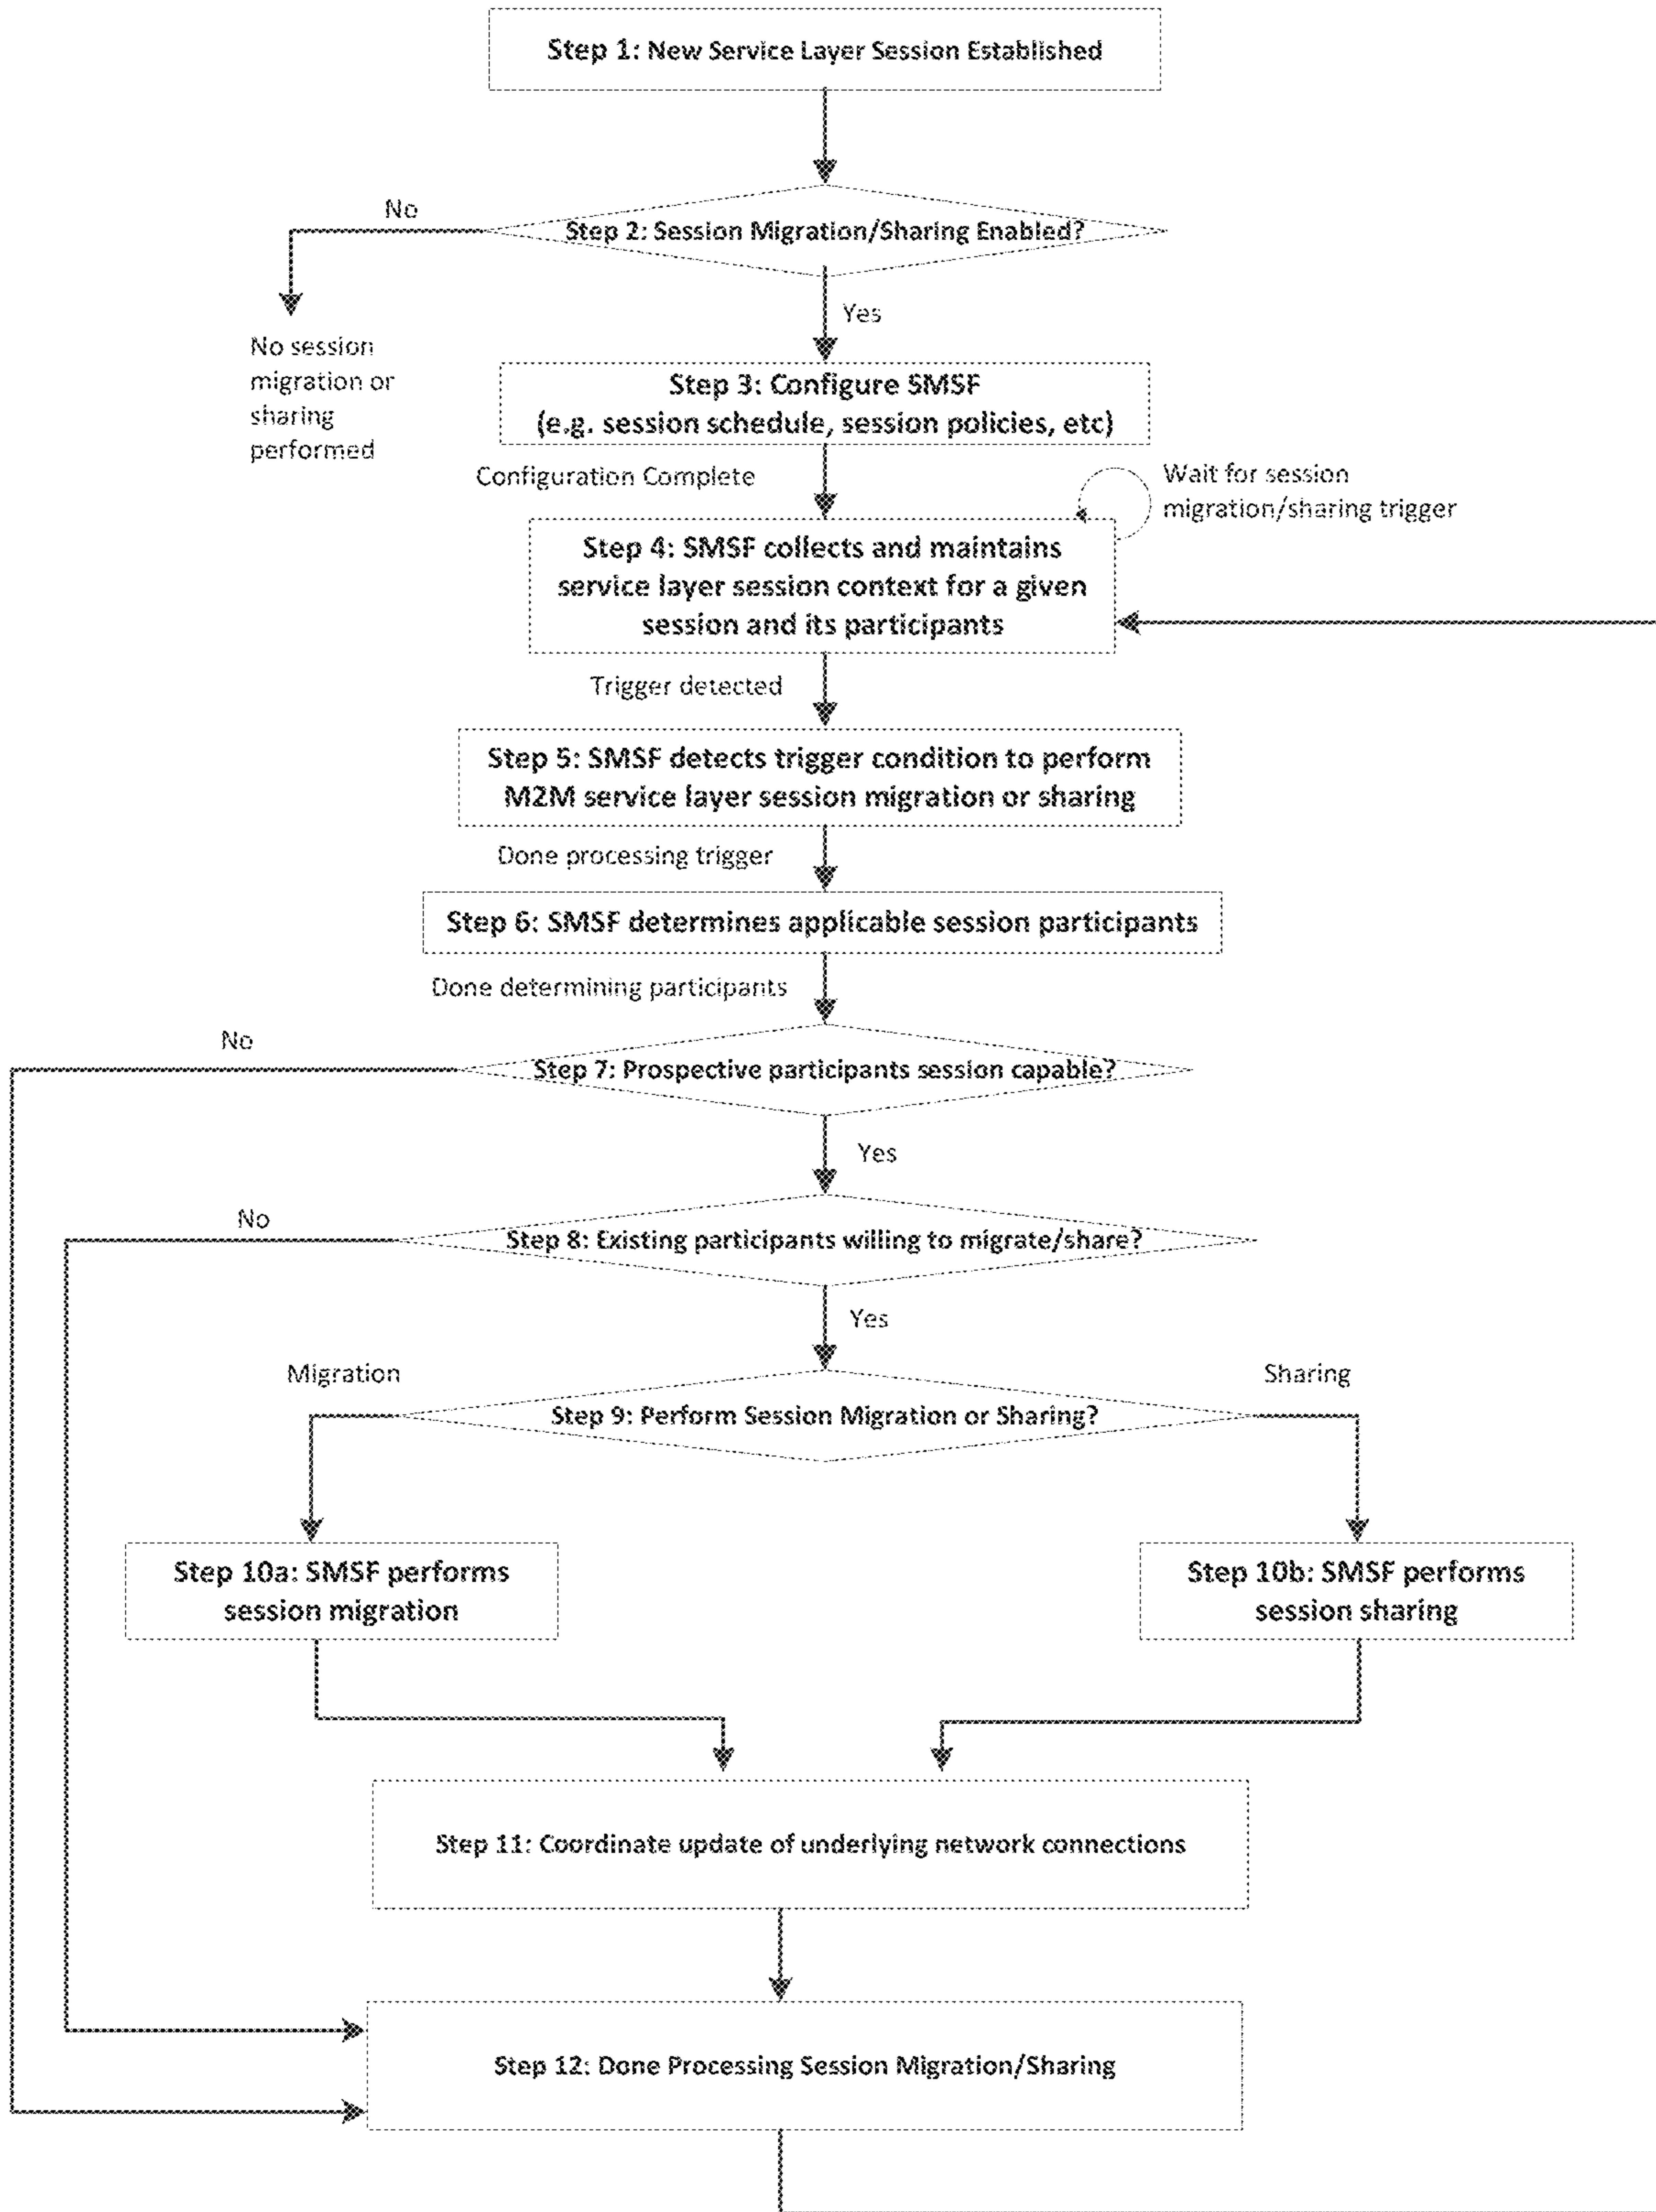 Step 1: New Service Layer Session Established
No
Step 2: Session Migration/Sharing Enabled?
Yes
No session
migration or
sharing
performed
Step 3: Configure SMSF
(e.g. session schedule, session policies, etc)
Configuration Complete
Wait for session
migration/sharing trigger
Step 4: SMSF collects and maintains
service layer session context for a given
session and its participants
Trigger detected
Step 5: SMSF detects trigger condition to perform
M2M service layer session migration or sharing
Done processing trigger
Step 6: SMSF determines applicable session participants
Done determining participants
No
Step 7: Prospective participants session capable?
Yes
No
Step 8: Existing participants willing to migrate/share?
Yes
Migration
Sharing
Step 9: Perform Session Migration or Sharing?
Step 10a: SMSF performs
session migration
Step 10b: SMSF performs
session sharing
Step 11: Coordinate update of underlying network connections
Step 12: Done Processing Session Migration/Sharing